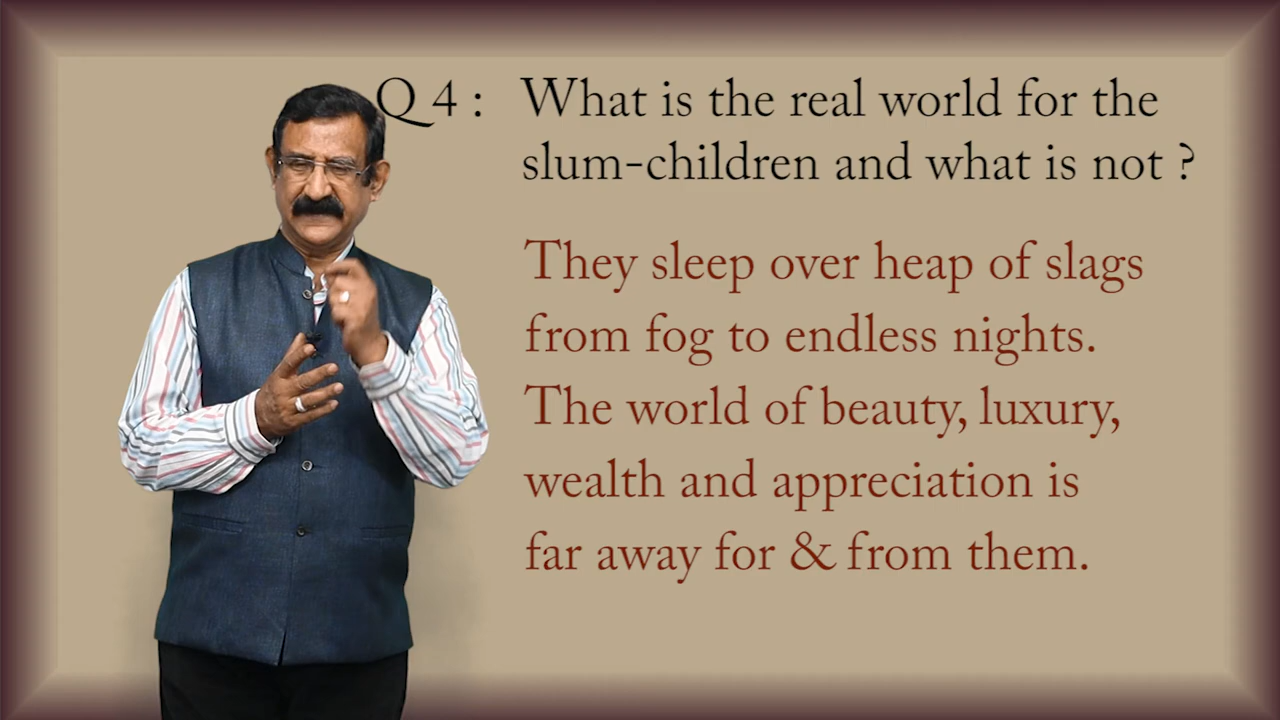 Q 4 : What is the real world for the
slum-children and what is not ?
They sleep over heap of slags
from fog to endless nights.
The world of beauty, luxury,
wealth and appreciation is
far away for & from them.